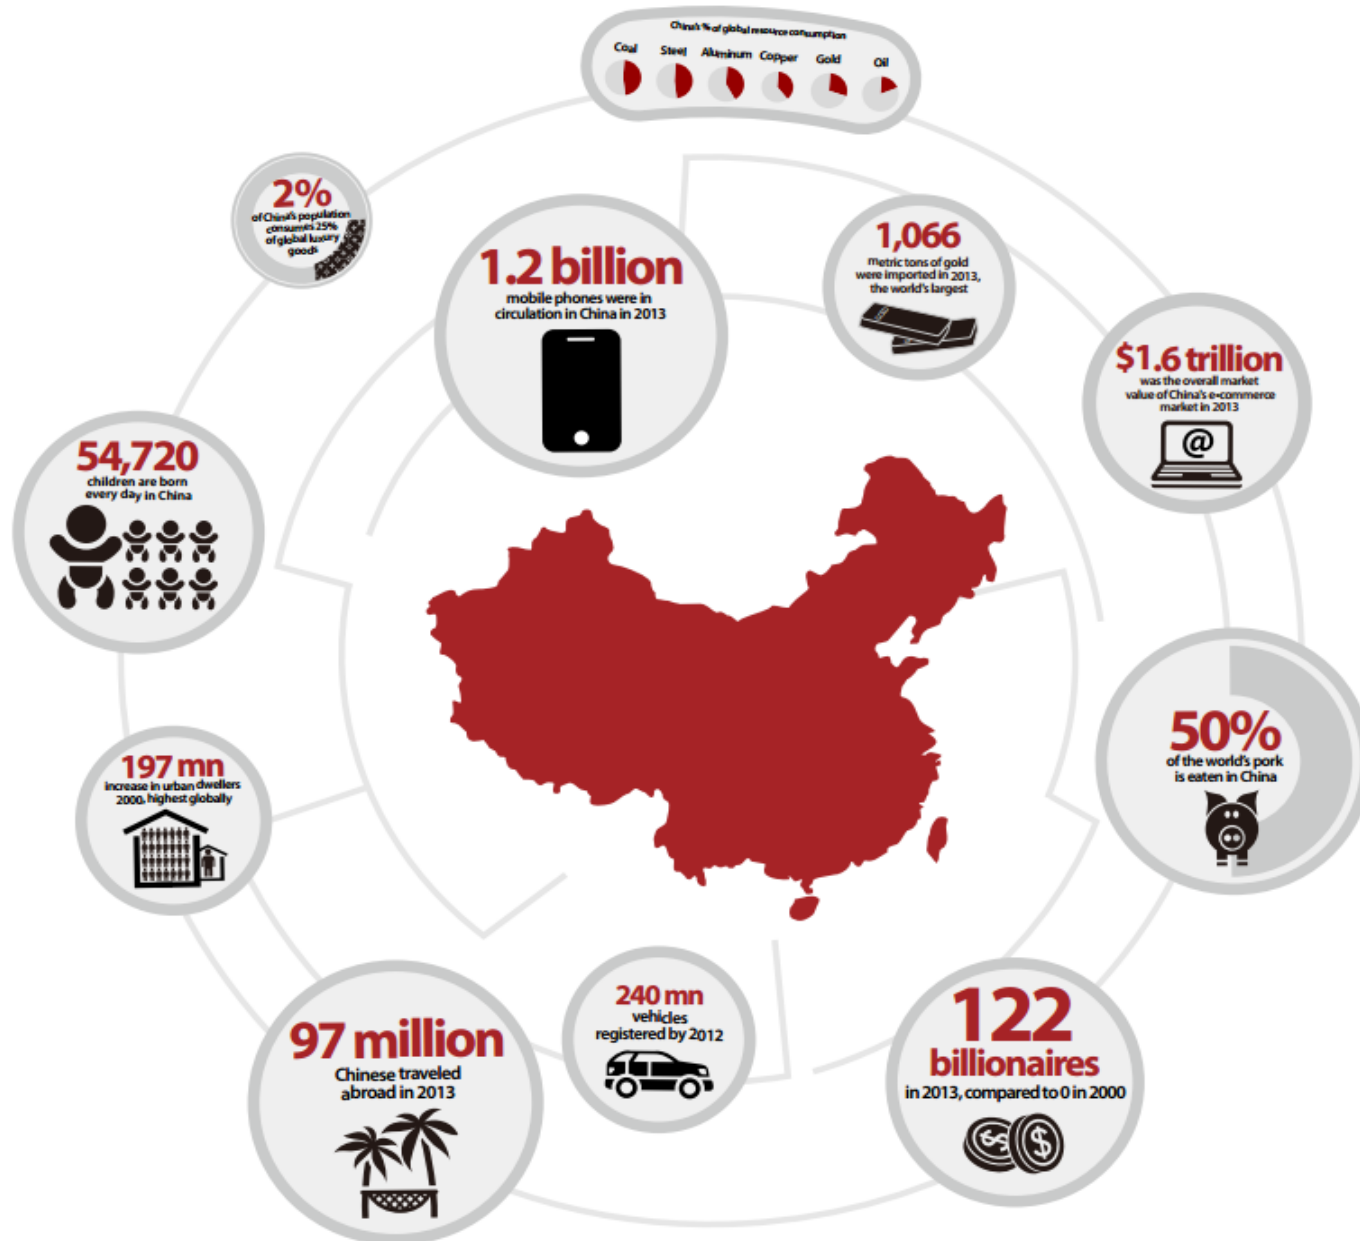 China's % of global resource consumption
Coal Steel Aluminum Copper Gold Oil
2%
of China's population
consumes 25%
of global luxury
goods
1.2 billion
mobile phones were in
circulation in China in 2013
1,066
metric tons of gold
were imported in 2013,
the world's largest
$1.6 trillion
was the overall market
value of China's e-commerce
market in 2013
@
54,720
children are born
every day in China
50%
of the world's pork
is eaten in China
197 mn
increase in urban dwellers
2000, highest globally
97 million
Chinese traveled
abroad in 2013
240 mn
vehicles
registered by 2012
122
billionaires
in 2013, compared to 0 in 2000
$ $